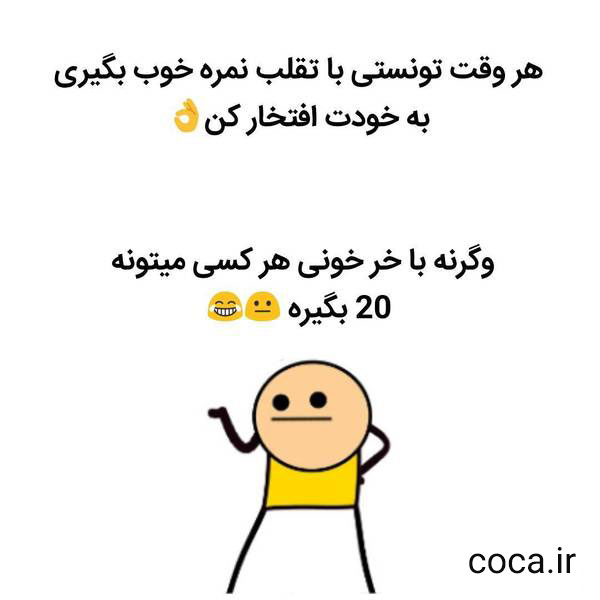 هر وقت تونستی با تقلب نمره خوب بگیری
به خودت افتخار کن👌
وگرنه با خر خونی هر کسی میتونه
20 بگیره 😐😂
coca.ir